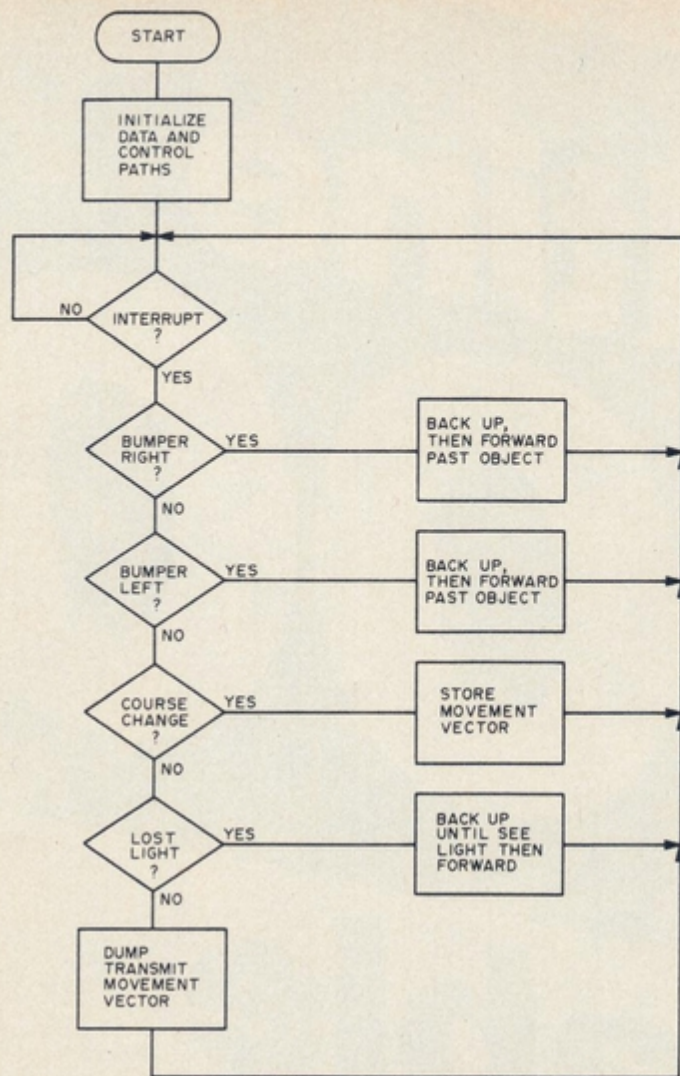 START
INITIALIZE
DATA AND
CONTROL
PATHS
NO
INTERRUPT
?
YES
BUMPER
RIGHT
?
YES
BACK UP,
THEN FORWARD
PAST OBJECT
NO
BUMPER
LEFT
?
YES
BACK UP,
THEN FORWARD
PAST OBJECT
NO
COURSE
CHANGE
?
YES
STORE
MOVEMENT
VECTOR
NO
LOST
LIGHT
?
YES
BACK UP
UNTIL SEE
LIGHT THEN
FORWARD
NO
DUMP
TRANSMIT
MOVEMENT
VECTOR